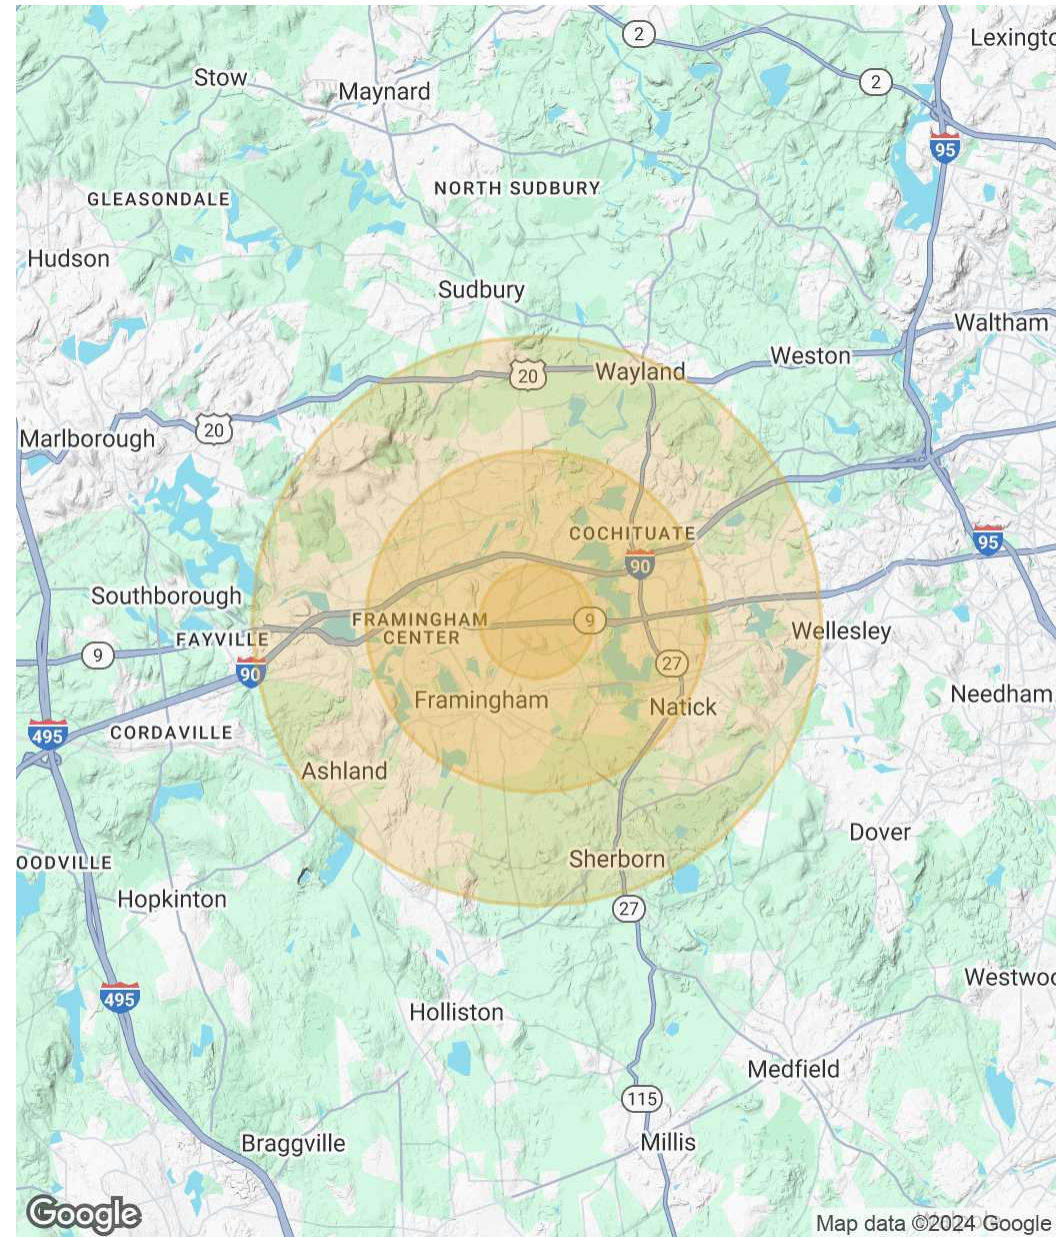 2
Lexingto
Stow
Maynard
2
95
NORTH SUDBURY
GLEASONDALE
Hudson
Sudbury
Waltham
Weston
Wayland
20
20
Marlborough
COCHITUATE
95
90
Southborough
FRAMINGHAM
CENTER
9
FAYVILLE
Wellesley
9
27
90
Framingham
Natick
Needham
495
CORDAVILLE
Ashland
Dover
OODVILLE
Sherborn
Hopkinton
27
Westwoo
495
Holliston
Medfield
115
Braggville
Millis
Google
Map data ©2024 Google